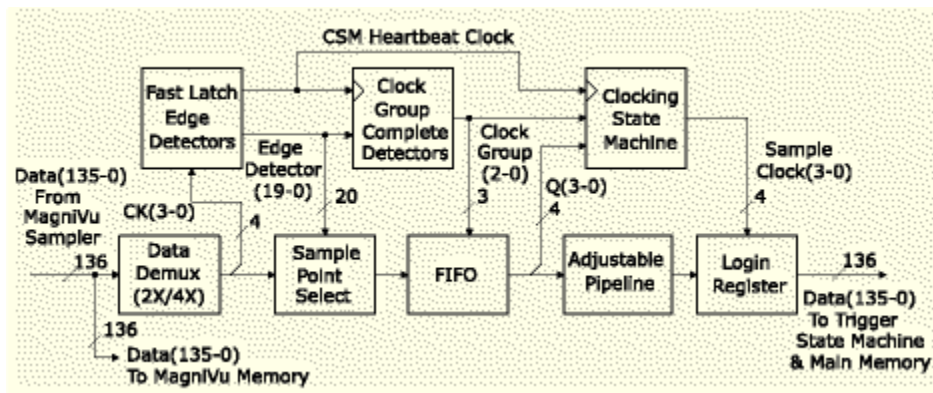 CSM Heartbeat Clock
Fast Latch
Edge
Detectors
Clock
Group
Complete
Detectors
Clocking
State
Machine
Edge
Detector
(19-0)
Clock
Group
(2-0)
Sample
Clock(3-0)
Data(135-0)
From
MagniVu
Sampler
CK(3-0)
4
20
3
Q(3-0)
4
4
136
Data
Demux
(2X/4X)
Sample
Point
Select
FIFO
Adjustable
Pipeline
Login
Register
136
136
Data(135-0)
To MagniVu Memory
Data(135-0)
To Trigger
State Machine
& Main Memory